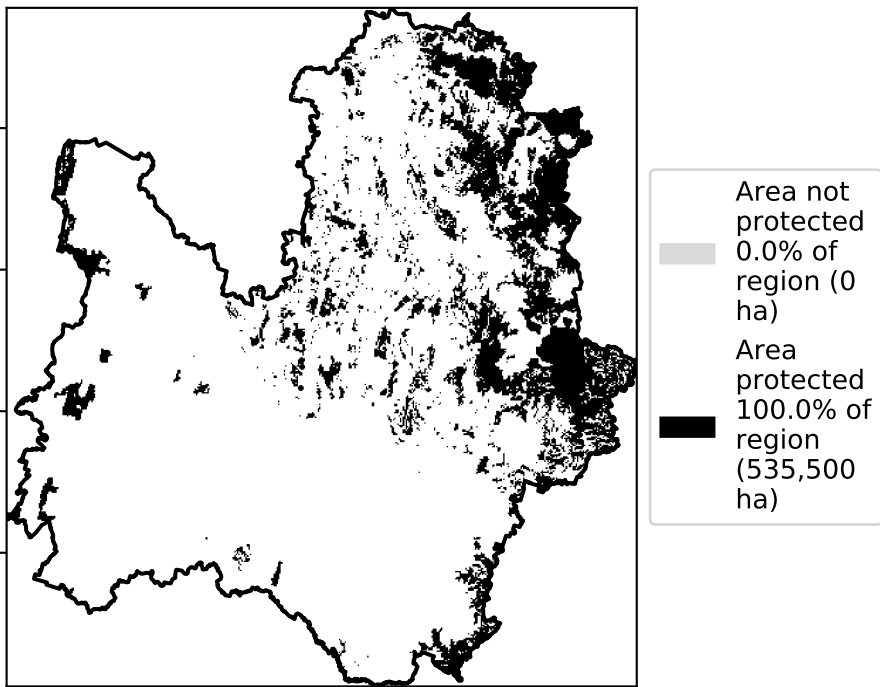 Area not
protected
0.0% of
region (0
ha)
Area
protected
100.0% of
region
(535,500
ha)